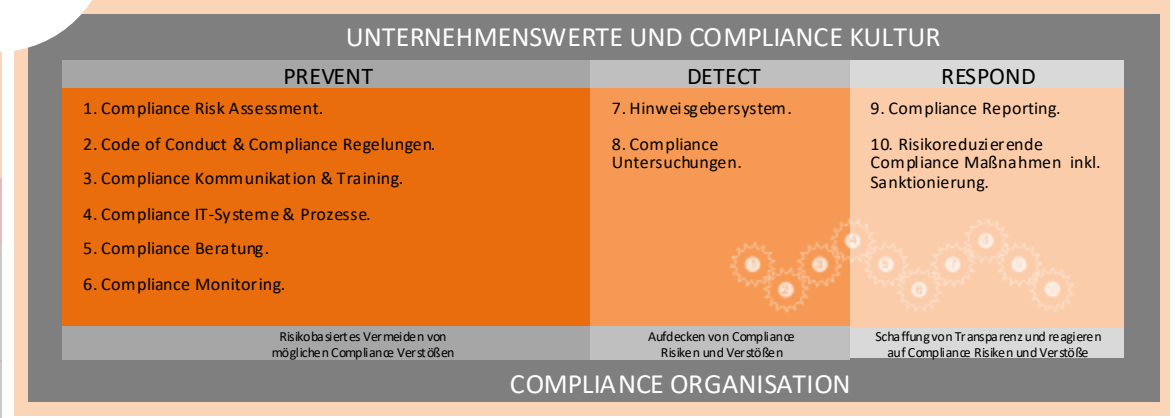 UNTERNEHMENSWERTE UND COMPLIANCE KULTUR
PREVENT
1. Compliance Risk Assessment.
2. Code of Conduct & Compliance Regelungen.
3. Compliance Kommunikation & Training.
4. Compliance IT-Systeme & Prozesse.
5. Compliance Beratung.
6. Compliance Monitoring.
Risikobasiertes Vermeiden von
möglichen Compliance Verstößen
DETECT
7. Hinweisgebersystem.
8. Compliance
Untersuchungen.
Aufdecken von Compliance
Risiken und Verstößen
RESPOND
9. Compliance Reporting.
10. Risikoreduzierende
Compliance Maßnahmen inkl.
Sanktionierung.
Schaffung von Transparenz und reagieren
auf Compliance Risiken und Verstöße
COMPLIANCE ORGANISATION